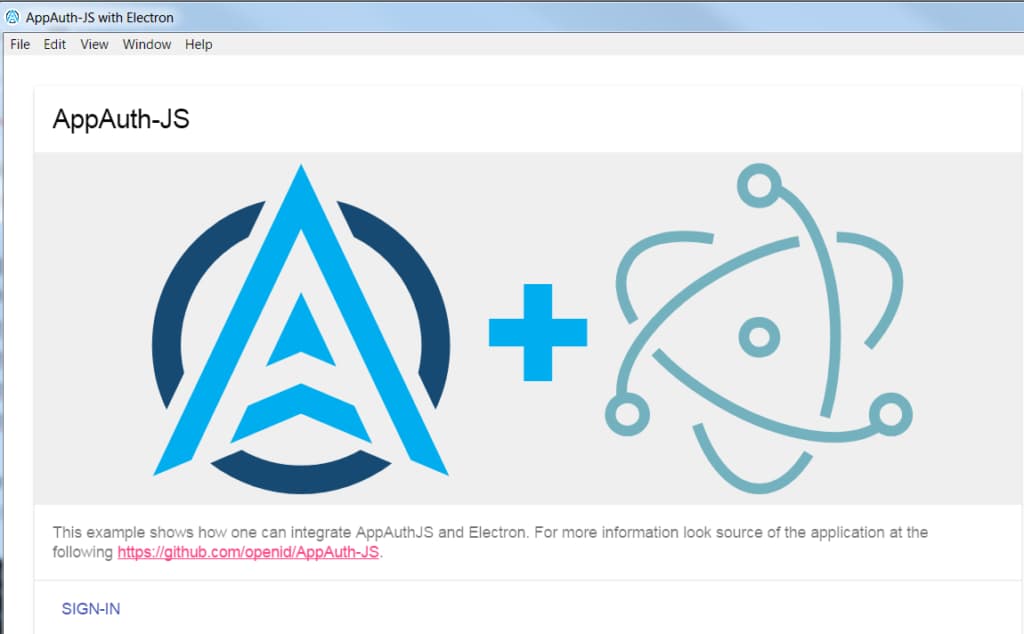 AppAuth-JS with Electron
File Edit View Window Help
AppAuth-JS
This example shows how one can integrate AppAuthJS and Electron. For more information look source of the application at the
following https://github.com/openid/AppAuth-JS.
SIGN-IN